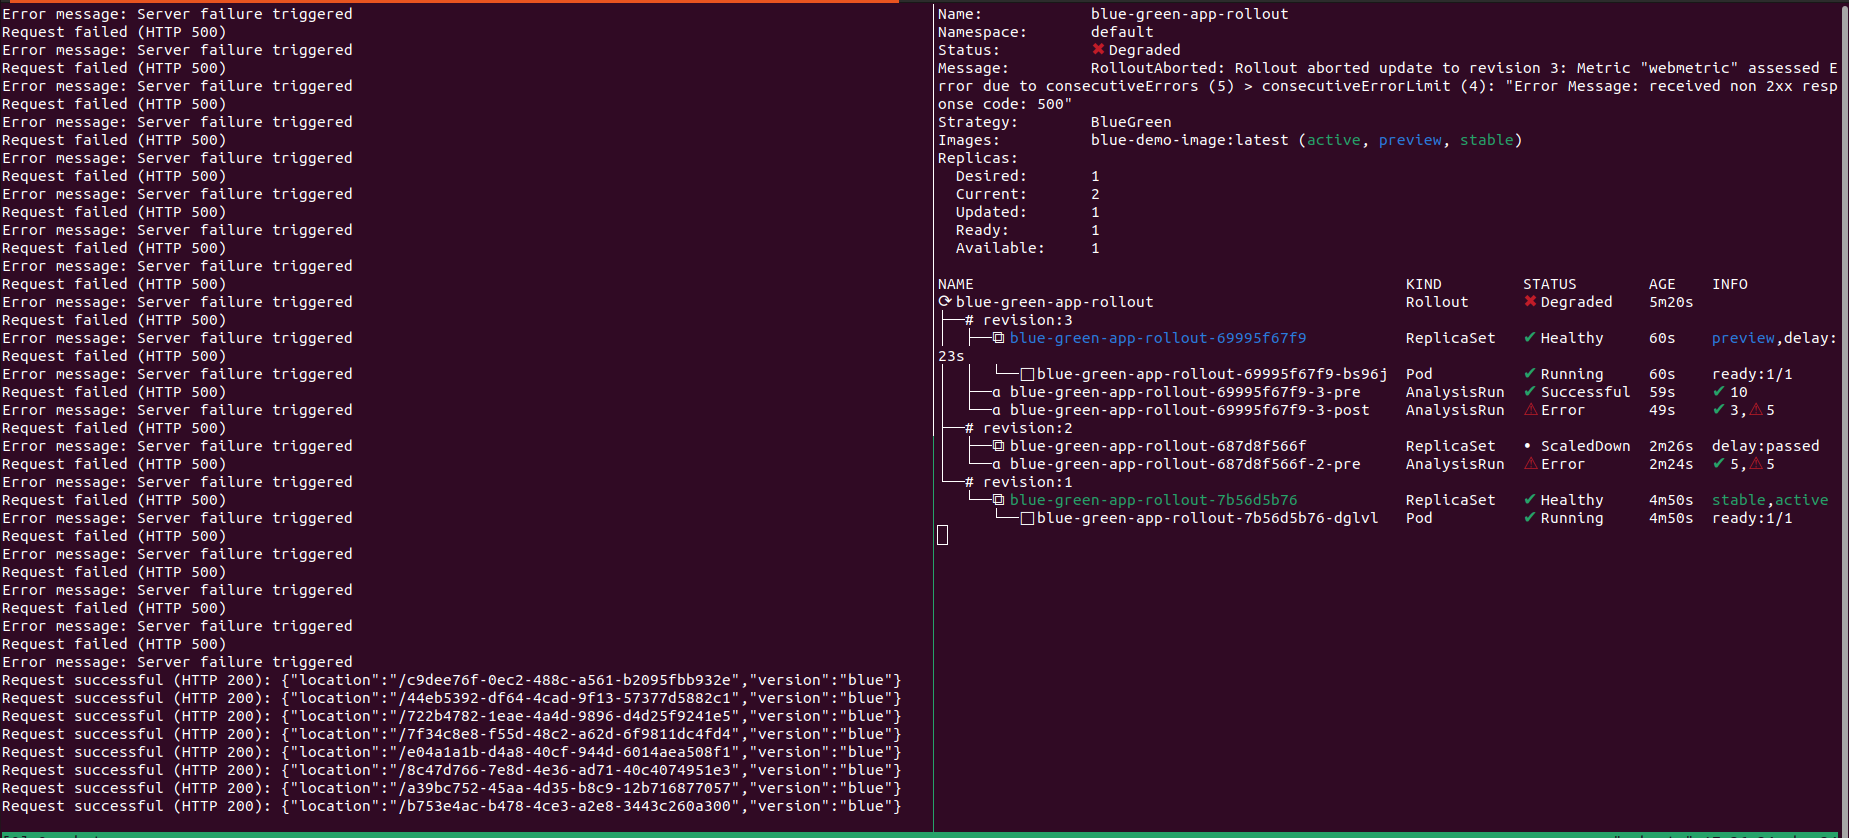 Error message: Server failure triggered
Request failed (HTTP 500)
Error message: Server failure triggered
Request failed (HTTP 500)
Error message: Server failure triggered
Request failed (HTTP 500)
Error message: Server failure triggered
Request failed (HTTP 500)
Error message: Server failure triggered
Request failed (HTTP 500)
Error message: Server failure triggered
Request failed (HTTP 500)
Error message: Server failure triggered
Request failed (HTTP 500)
Error message: Server failure triggered
Request failed (HTTP 500)
Error message: Server failure triggered
Request failed (HTTP 500)
Error message: Server failure triggered
Request failed (HTTP 500)
Error message: Server failure triggered
Request failed (HTTP 500)
Error message: Server failure triggered
Request failed (HTTP 500)
Error message: Server failure triggered
Request failed (HTTP 500)
Error message: Server failure triggered
Request failed (HTTP 500)
Error message: Server failure triggered
Request failed (HTTP 500)
Error message: Server failure triggered
Request failed (HTTP 500)
Error message: Server failure triggered
Request failed (HTTP 500)
Error message: Server failure triggered
Request failed (HTTP 500)
Error message: Server failure triggered
Request successful (HTTP 200): {"location":"/c9dee76f-0ec2-488c-a561-b2095fbb932e","version":"blue"}
Request successful (HTTP 200): {"location":"/44eb5392-df64-4cad-9f13-57377d5882c1","version":"blue"}
Request successful (HTTP 200): {"location":"/722b4782-1eae-4a4d-9896-d4d25f9241e5","version":"blue"}
Request successful (HTTP 200): {"location":"/7f34c8e8-f55d-48c2-a62d-6f9811dc4fd4","version":"blue"}
Request successful (HTTP 200): {"location":"/e04a1a1b-d4a8-40cf-944d-6014aea508f1","version":"blue"}
Request successful (HTTP 200): {"location":"/8c47d766-7e8d-4e36-ad71-40c4074951e3","version":"blue"}
Request successful (HTTP 200): {"location":"/a39bc752-45aa-4d35-b8c9-12b716877057","version":"blue"}
Request successful (HTTP 200): {"location":"/b753e4ac-b478-4ce3-a2e8-3443c260a300","version":"blue"}
Name: blue-green-app-rollout
Namespace: default
Status: ✖ Degraded
Message: RolloutAborted: Rollout aborted update to revision 3: Metric "webmetric" assessed E
rror due to consecutiveErrors (5) > consecutiveErrorLimit (4): "Error Message: received non 2xx resp
onse code: 500"
Strategy: BlueGreen
Images: blue-demo-image:latest (active, preview, stable)
Replicas:
Desired: 1
Current: 2
Updated: 1
Ready: 1
Available: 1
NAME KIND STATUS AGE INFO
⟳ blue-green-app-rollout Rollout ✖ Degraded 5m20s
├──# revision:3
│ ├──⧉ blue-green-app-rollout-69995f67f9 ReplicaSet ✔ Healthy 60s preview,delay:
23s
│ │ └──□ blue-green-app-rollout-69995f67f9-bs96j Pod ✔ Running 60s ready:1/1
│ ├──α blue-green-app-rollout-69995f67f9-3-pre AnalysisRun ✔ Successful 59s ✔ 10
│ └──α blue-green-app-rollout-69995f67f9-3-post AnalysisRun ⚠ Error 49s ✔ 3,⚠ 5
├──# revision:2
│ ├──⧉ blue-green-app-rollout-687d8f566f ReplicaSet • ScaledDown 2m26s delay:passed
│ └──α blue-green-app-rollout-687d8f566f-2-pre AnalysisRun ⚠ Error 2m24s ✔ 5,⚠ 5
└──# revision:1
└──⧉ blue-green-app-rollout-7b56d5b76 ReplicaSet ✔ Healthy 4m50s stable,active
└──□ blue-green-app-rollout-7b56d5b76-dglvl Pod ✔ Running 4m50s ready:1/1